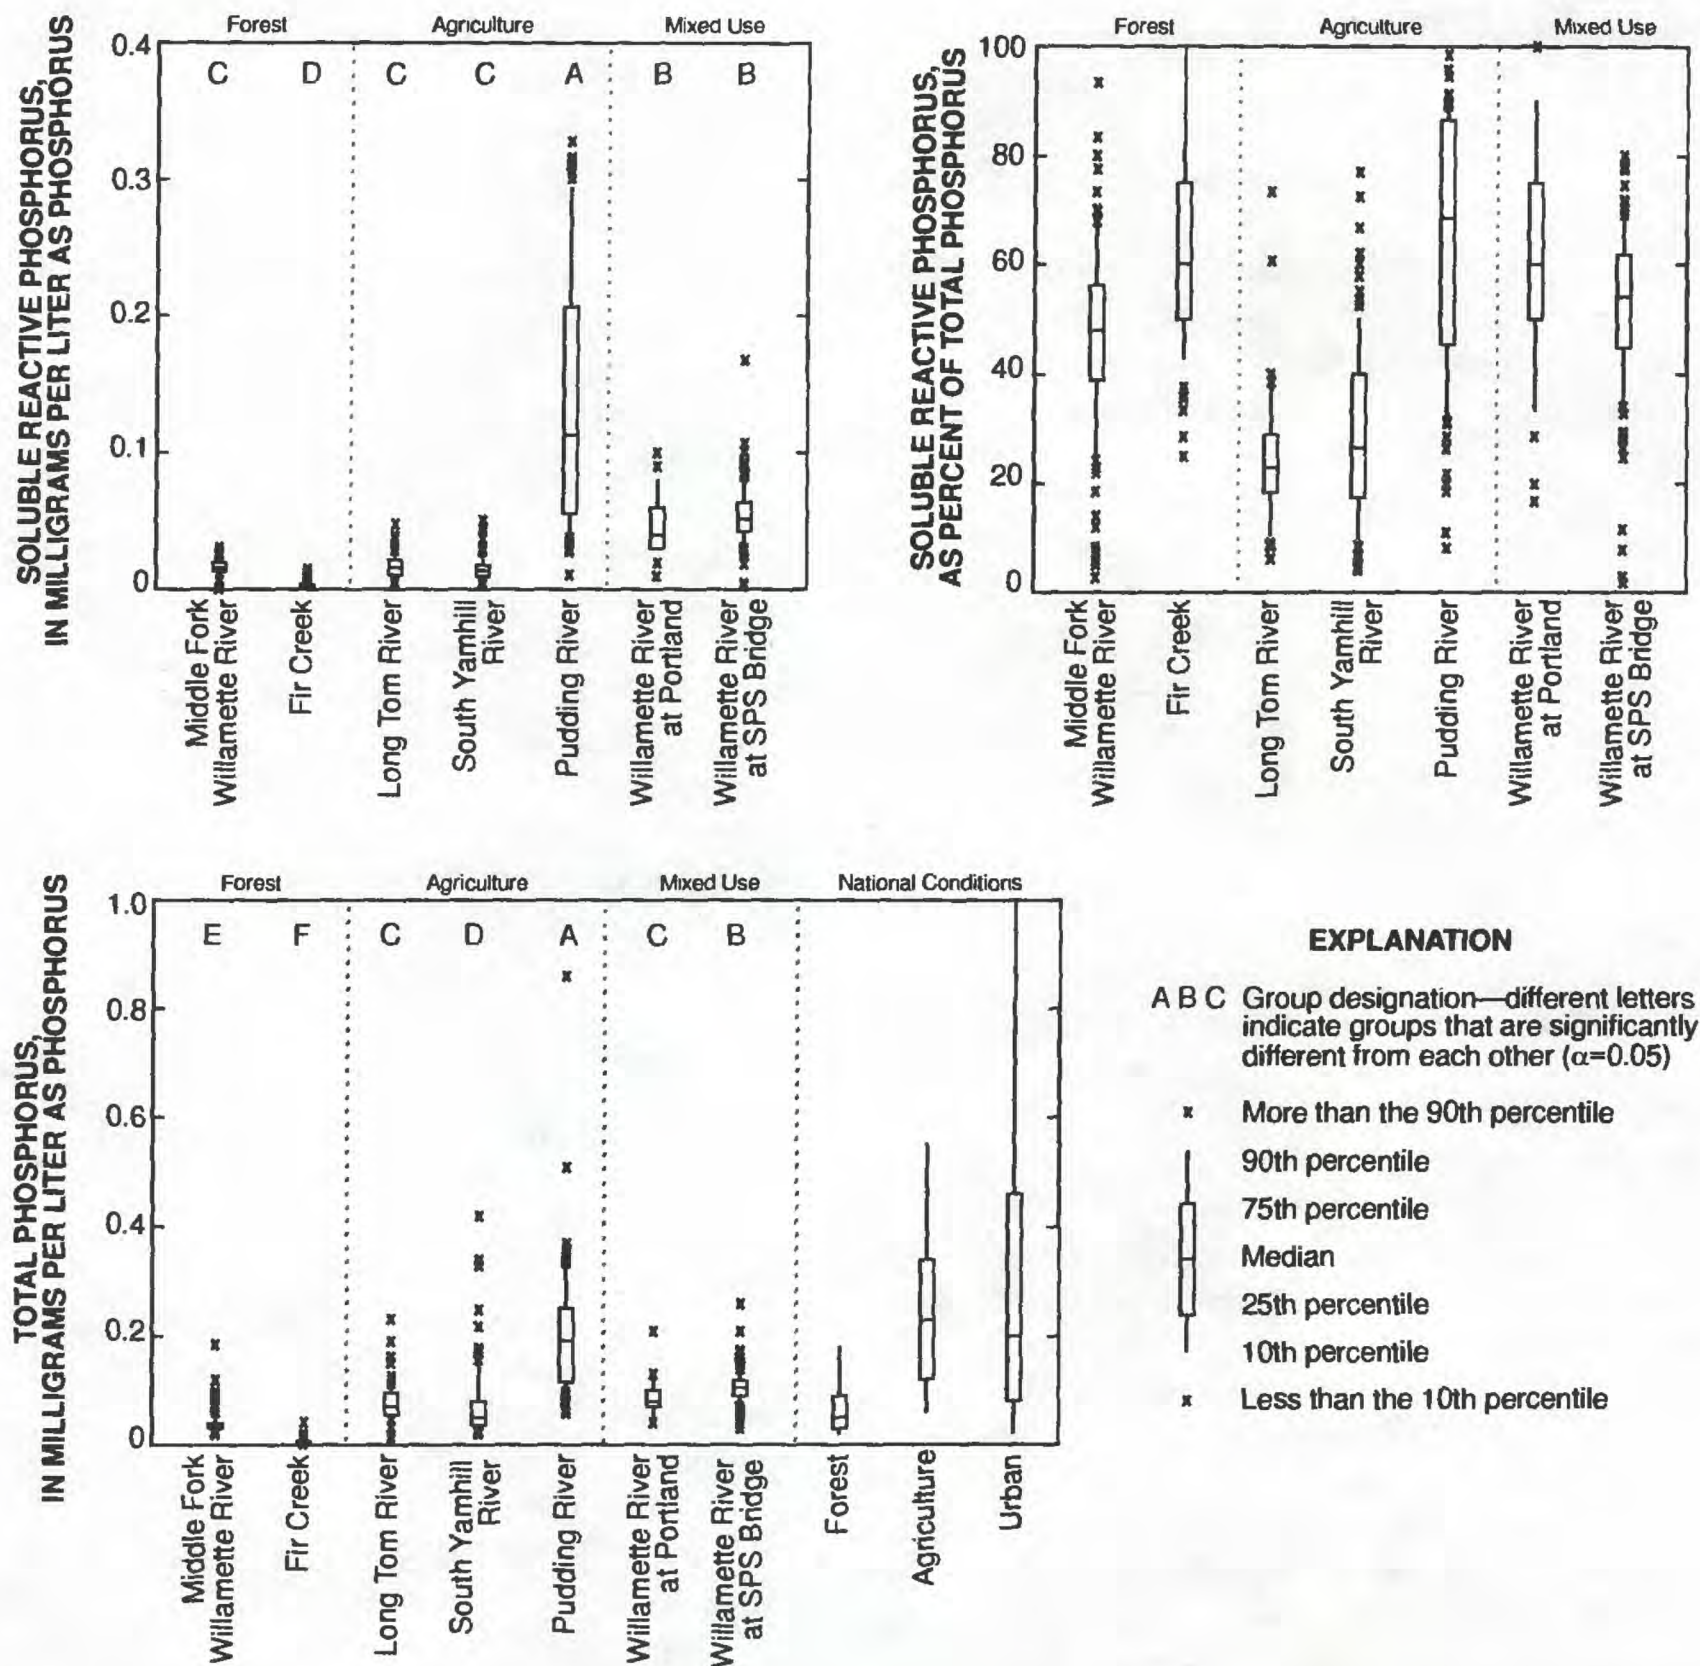 Forest Agriculture Mixed Use
SOLUBLE REACTIVE PHOSPHORUS,
IN MILLIGRAMS PER LITER AS PHOSPHORUS
0.4
0.3
0.2
0.1
0
C D C C A B B
Middle Fork
Willamette River
Fir Creek
Long Tom River
South Yamhill
River
Pudding River
Willamette River
at Portland
Willamette River
at SPS Bridge
Forest Agriculture Mixed Use
SOLUBLE REACTIVE PHOSPHORUS,
AS PERCENT OF TOTAL PHOSPHORUS
100
80
60
40
20
0
Middle Fork
Willamette River
Fir Creek
Long Tom River
South Yamhill
River
Pudding River
Willamette River
at Portland
Willamette River
at SPS Bridge
Forest Agriculture Mixed Use National Conditions
TOTAL PHOSPHORUS,
IN MILLIGRAMS PER LITER AS PHOSPHORUS
1.0
0.8
0.6
0.4
0.2
0
E F C D A C B
Middle Fork
Willamette River
Fir Creek
Long Tom River
South Yamhill
River
Pudding River
Willamette River
at Portland
Willamette River
at SPS Bridge
Forest
Agriculture
Urban
EXPLANATION
A B C Group designation—different letters
indicate groups that are significantly
different from each other (α=0.05)
x More than the 90th percentile
90th percentile
75th percentile
Median
25th percentile
10th percentile
x Less than the 10th percentile